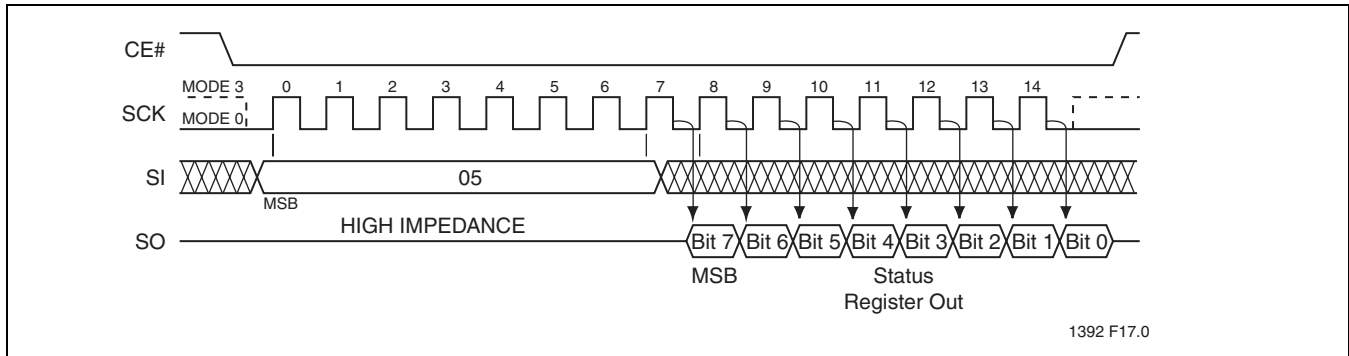 CE#
MODE 3
0 1 2 3 4 5 6 7 8 9 10 11 12 13 14
SCK
MODE 0
SI
05
MSB
HIGH IMPEDANCE
SO
Bit 7 Bit 6 Bit 5 Bit 4 Bit 3 Bit 2 Bit 1 Bit 0
MSB
Status
Register Out
1392 F17.0